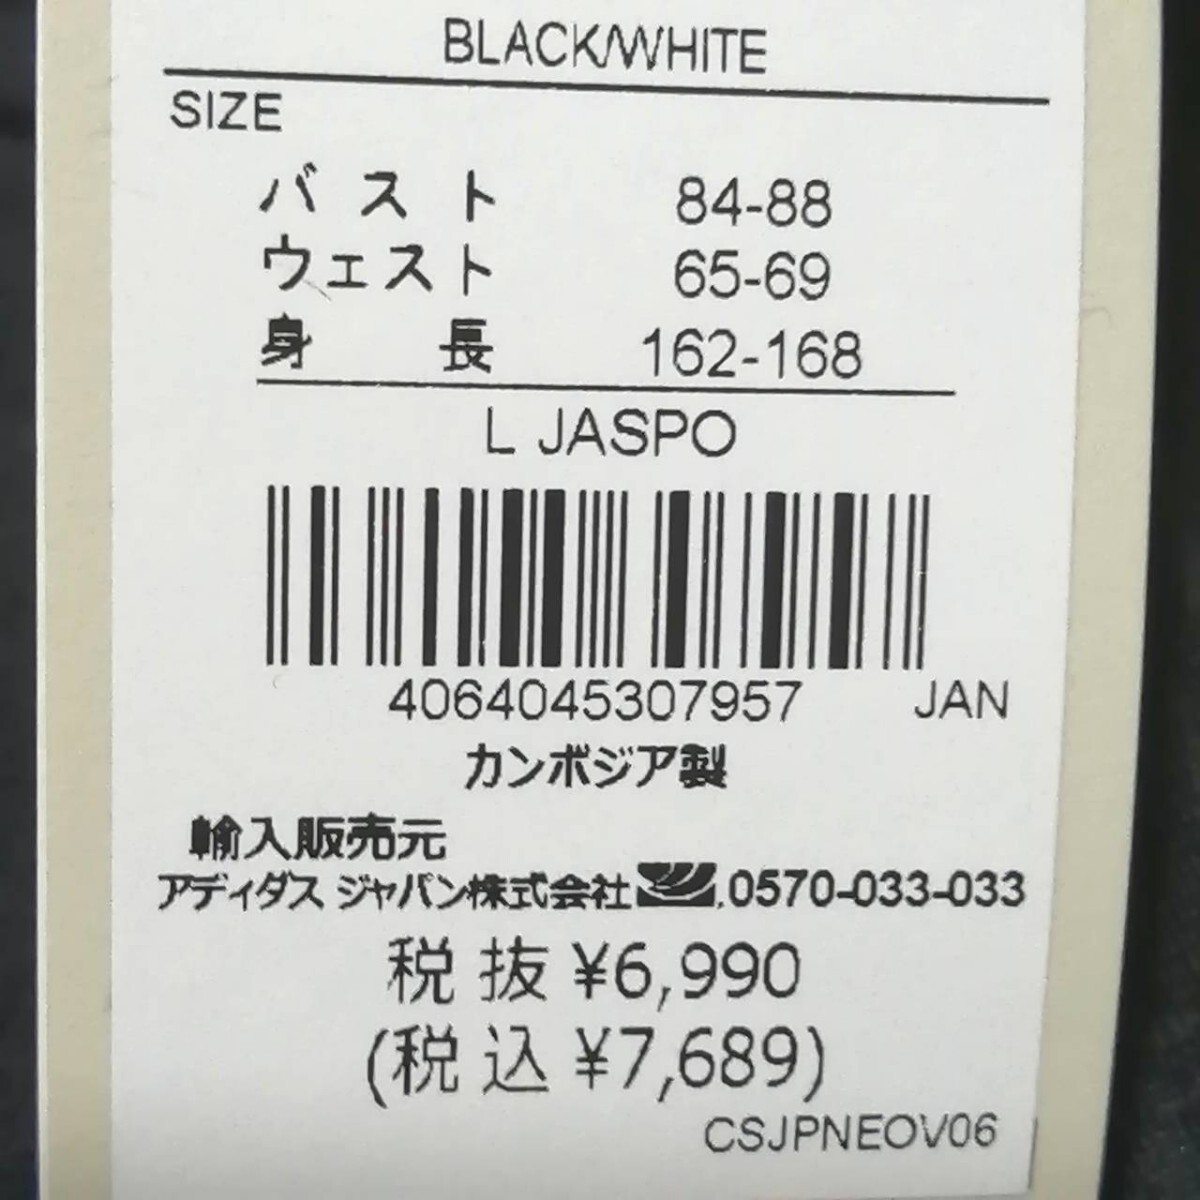 BLACK/WHITE
SIZE
バスト 84-88
ウェスト 65-69
身長 162-168
L JASPO
4064045307957 JAN
カンボジア製
輸入販売元
アディダス ジャパン株式会社 0570-033-033
税抜 ¥6,990
(税込 ¥7,689)
CSJPNEOV06